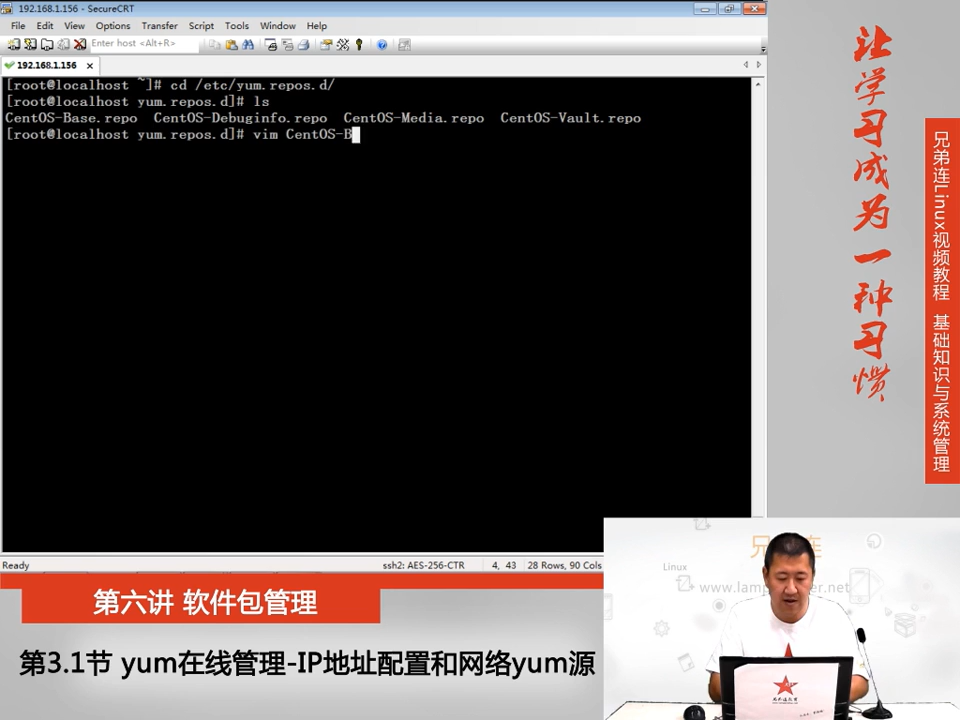 192.168.1.156 - SecureCRT
File Edit View Options Transfer Script Tools Window Help
Enter host <Alt+R>
192.168.1.156
[root@localhost ~]# cd /etc/yum.repos.d/
[root@localhost yum.repos.d]# ls
CentOS-Base.repo  CentOS-Debuginfo.repo  CentOS-Media.repo  CentOS-Vault.repo
[root@localhost yum.repos.d]# vim CentOS-B
Ready
ssh2: AES-256-CTR
4, 43
28 Rows, 90 Cols
让学习成为一种习惯
兄弟连Linux视频教程 基础知识与系统管理
第六讲 软件包管理
第3.1节 yum在线管理-IP地址配置和网络yum源
Linux